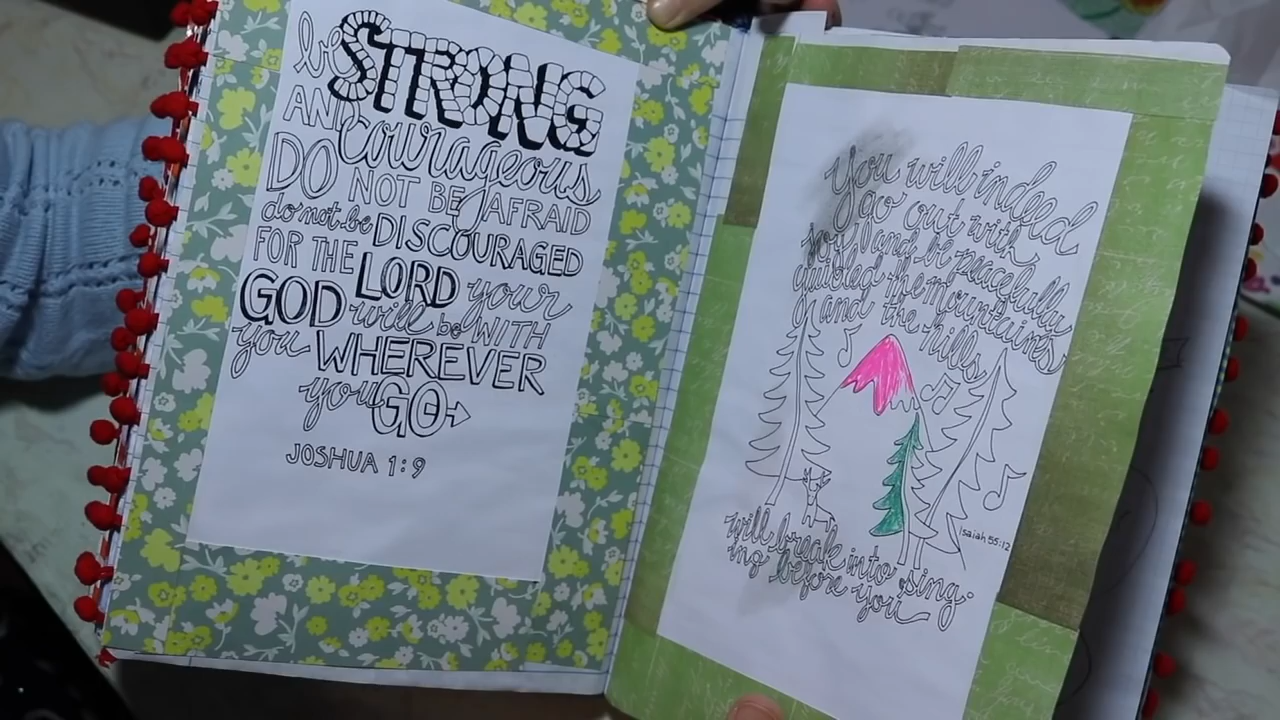 be STRONG
AND Courageous
DO NOT BE AFRAID
do not be DISCOURAGED
FOR THE LORD your
GOD will be WITH
you WHEREVER
you GO
JOSHUA 1:9
You will indeed
go out with
joy and be peacefully
guided the mountains
and the hills
will break into sing-
ing before you
Isaiah 55:12